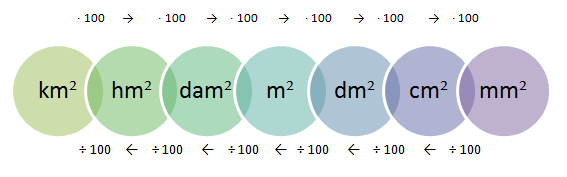 · 100 → · 100 → · 100 → · 100 → · 100 → · 100
km² hm² dam² m² dm² cm² mm²
÷ 100 ← ÷ 100 ← ÷ 100 ← ÷ 100 ← ÷ 100 ← ÷ 100